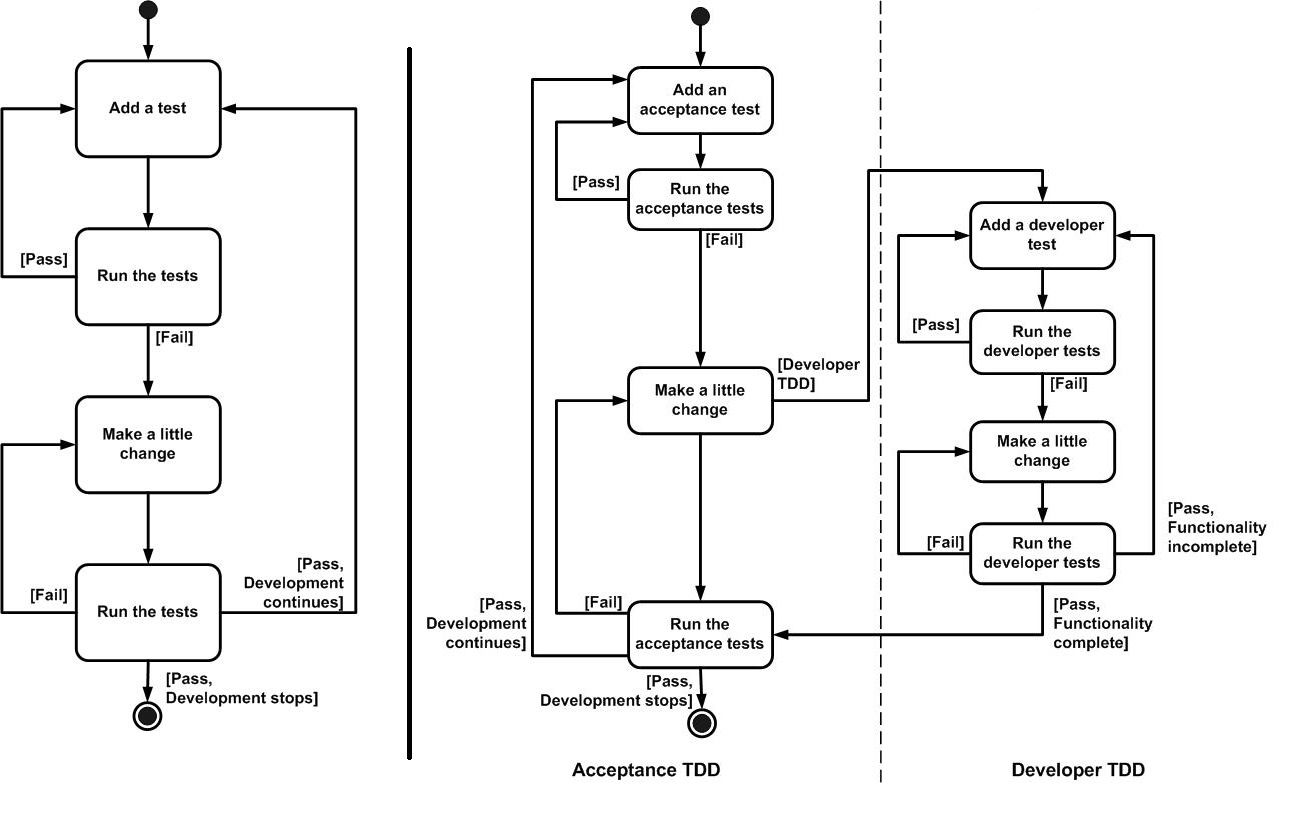 Add a test
[Pass]
Run the tests
[Fail]
Make a little
change
[Fail]
Run the tests
[Pass,
Development
continues]
[Pass,
Development stops]
Add an
acceptance test
[Pass]
Run the
acceptance tests
[Fail]
Make a little
change
[Developer
TDD]
[Pass,
Development
continues]
[Fail]
Run the
acceptance tests
[Pass,
Development stops]
Acceptance TDD
Add a developer
test
[Pass]
Run the
developer tests
[Fail]
Make a little
change
[Fail]
Run the
developer tests
[Pass,
Functionality
incomplete]
[Pass,
Functionality
complete]
Developer TDD